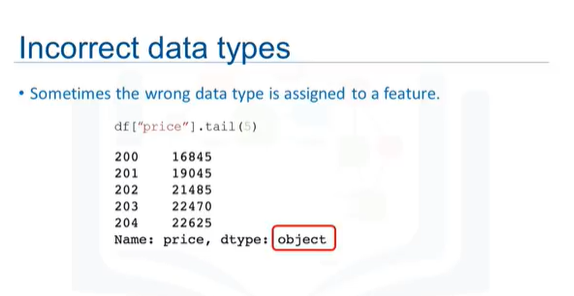 Incorrect data types
• Sometimes the wrong data type is assigned to a feature.
df["price"].tail(5)
200 16845
201 19045
202 21485
203 22470
204 22625
Name: price, dtype: object